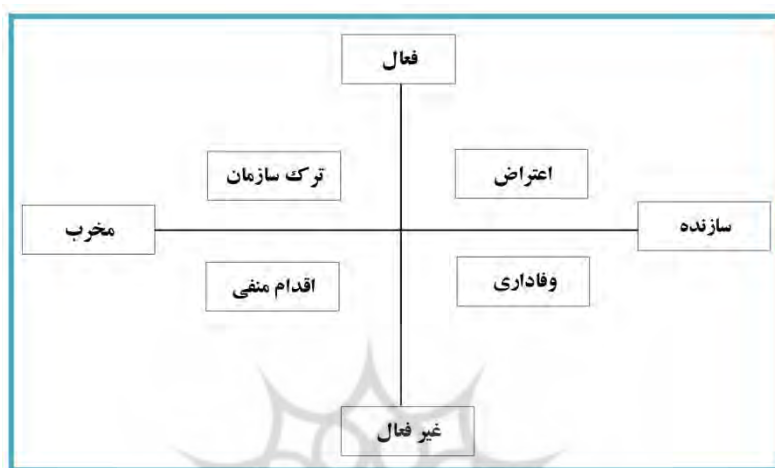 فعال
اعتراض
ترک سازمان
سازنده
مخرب
وفاداری
اقدام منفی
غیر فعال